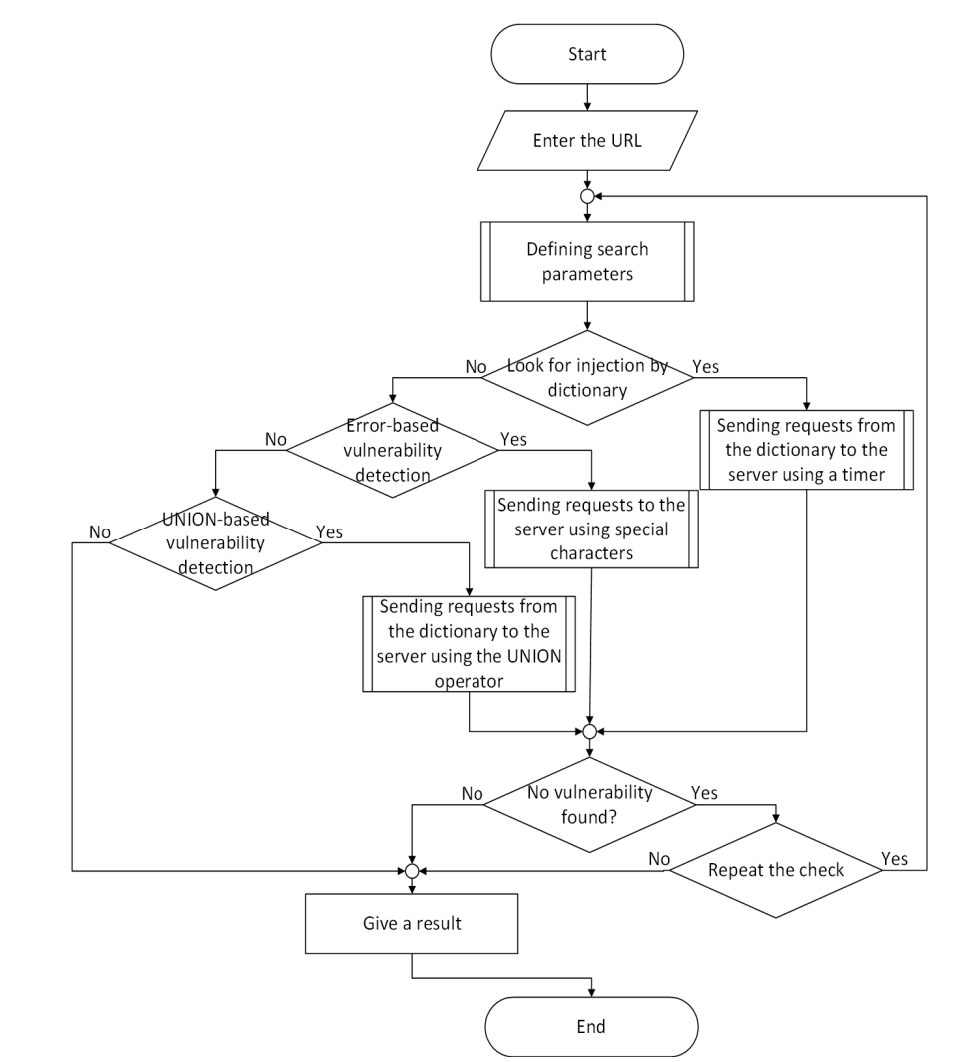 Start
Enter the URL
Defining search
parameters
No
Look for injection by
dictionary
Yes
No
Error-based
vulnerability
detection
Yes
Sending requests from
the dictionary to the
server using a timer
No
UNION-based
vulnerability
detection
Yes
Sending requests to the
server using special
characters
Sending requests from
the dictionary to the
server using the UNION
operator
No
No vulnerability
found?
Yes
No
Repeat the check
Yes
Give a result
End